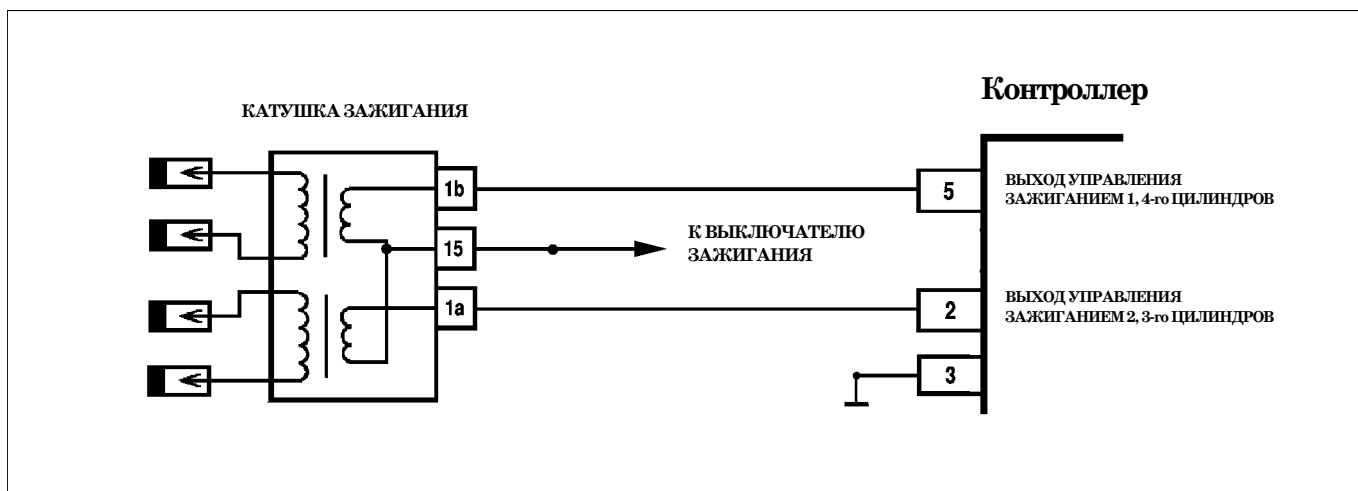 Контроллер
КАТУШКА ЗАЖИГАНИЯ
1b
5
ВЫХОД УПРАВЛЕНИЯ
ЗАЖИГАНИЕМ 1, 4-го ЦИЛИНДРОВ
15
К ВЫКЛЮЧАТЕЛЮ
ЗАЖИГАНИЯ
1a
2
ВЫХОД УПРАВЛЕНИЯ
ЗАЖИГАНИЕМ 2, 3-го ЦИЛИНДРОВ
3